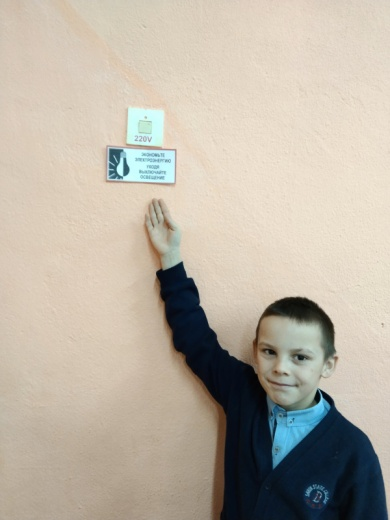 220V
ЭКОНОМЬТЕ
ЭЛЕКТРОЭНЕРГИЮ
УХОДЯ
ВЫКЛЮЧАЙТЕ
ОСВЕЩЕНИЕ